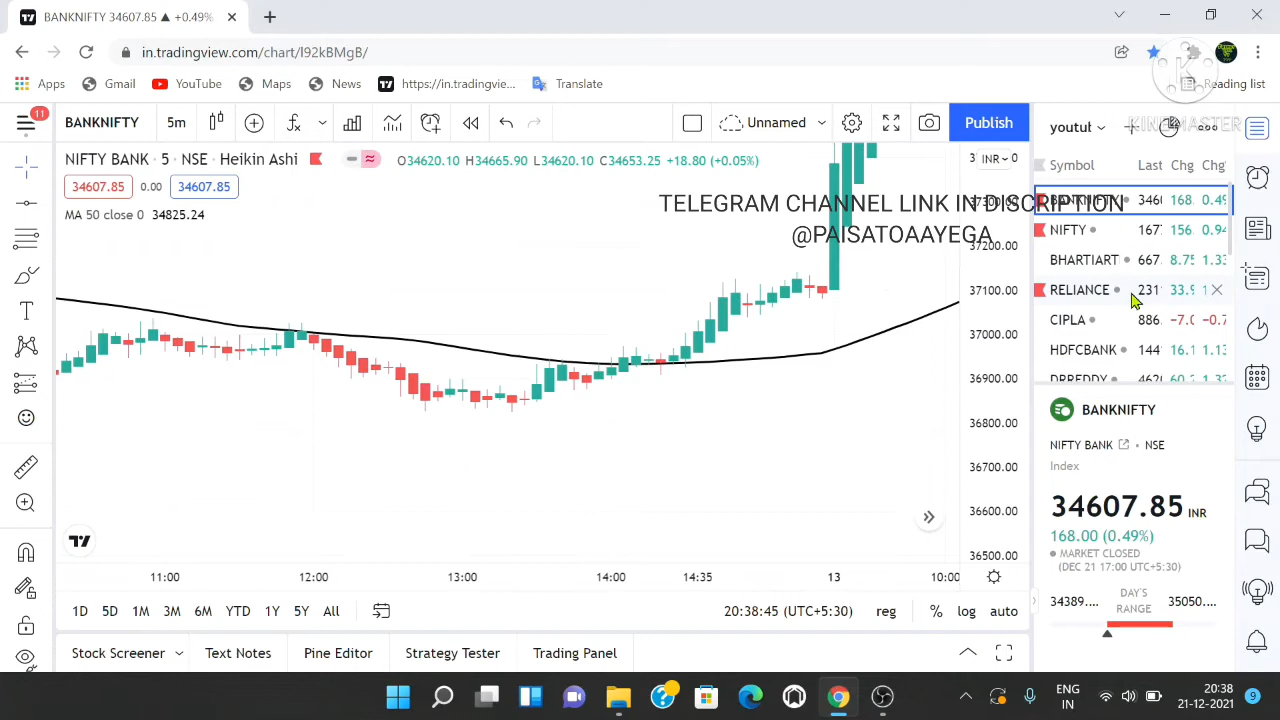 BANKNIFTY 34607.85 ▲ +0.49%
in.tradingview.com/chart/l92kBMgB/
Apps Gmail YouTube Maps News https://in.tradingvie... Translate Reading list
KINEMASTER
11
BANKNIFTY 5m Unnamed Publish
youtul
NIFTY BANK · 5 · NSE · Heikin Ashi O34620.10 H34665.90 L34620.10 C34653.25 +18.80 (+0.05%)
INR
34607.85 0.00 34607.85
MA 50 close 0 34825.24
TELEGRAM CHANNEL LINK IN DISCRIPTION
@PAISATOAAYEGA
37300.00
37200.00
37100.00
37000.00
36900.00
36800.00
36700.00
36600.00
36500.00
11:00 12:00 13:00 14:00 14:35 13 10:00
1D 5D 1M 3M 6M YTD 1Y 5Y All 20:38:45 (UTC+5:30) reg % log auto
Stock Screener Text Notes Pine Editor Strategy Tester Trading Panel
Symbol Last Chg Chg%
BANKNIFTY 346 168. 0.49
NIFTY 167 156. 0.94
BHARTIART 667. 8.75 1.33
RELIANCE 231 33.9 1
CIPLA 886. -7.0 -0.7
HDFCBANK 144 16.1 1.13
DRREDDY 462 60.2 1.32
BANKNIFTY
NIFTY BANK · NSE
Index
34607.85 INR
168.00 (0.49%)
MARKET CLOSED
(DEC 21 17:00 UTC+5:30)
34389.... DAY'S RANGE 35050....
ENG
IN
20:38
21-12-2021
9